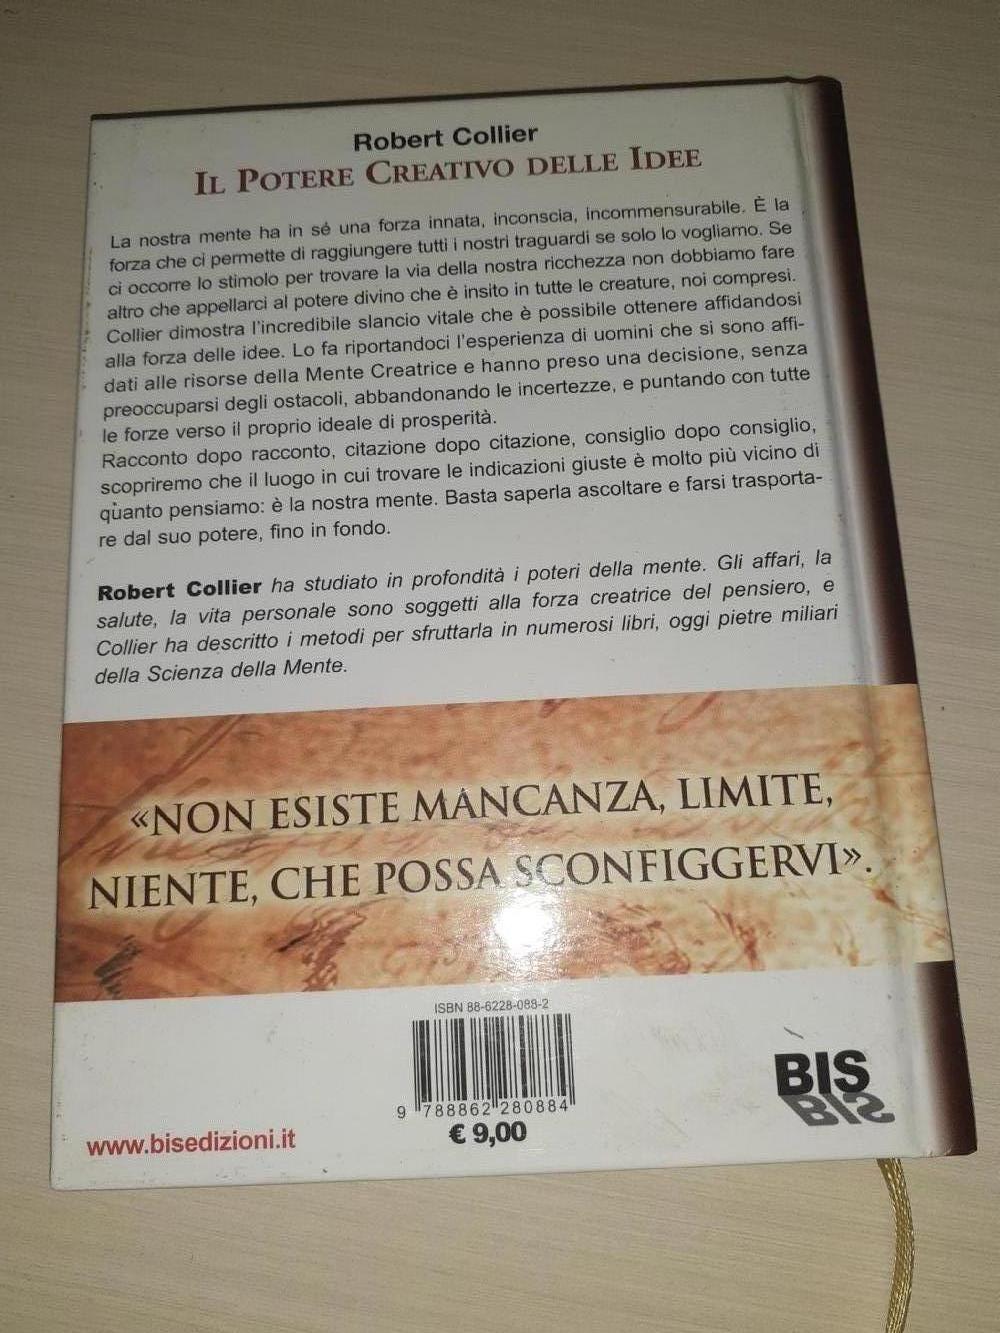 Robert Collier
IL POTERE CREATIVO DELLE IDEE
La nostra mente ha in sé una forza innata, inconscia, incommensurabile. È la
forza che ci permette di raggiungere tutti i nostri traguardi se solo lo vogliamo. Se
ci occorre lo stimolo per trovare la via della nostra ricchezza non dobbiamo fare
altro che appellarci al potere divino che è insito in tutte le creature, noi compresi.
Collier dimostra l'incredibile slancio vitale che è possibile ottenere affidandosi
alla forza delle idee. Lo fa riportandoci l'esperienza di uomini che si sono affi-
dati alle risorse della Mente Creatrice e hanno preso una decisione, senza
preoccuparsi degli ostacoli, abbandonando le incertezze, e puntando con tutte
le forze verso il proprio ideale di prosperità.
Racconto dopo racconto, citazione dopo citazione, consiglio dopo consiglio,
scopriremo che il luogo in cui trovare le indicazioni giuste è molto più vicino di
quanto pensiamo: è la nostra mente. Basta saperla ascoltare e farsi trasporta-
re dal suo potere, fino in fondo.
Robert Collier ha studiato in profondità i poteri della mente. Gli affari, la
salute, la vita personale sono soggetti alla forza creatrice del pensiero, e
Collier ha descritto i metodi per sfruttarla in numerosi libri, oggi pietre miliari
della Scienza della Mente.
«NON ESISTE MANCANZA, LIMITE,
NIENTE, CHE POSSA SCONFIGGERVI».
ISBN 88-6228-088-2
9 788862 280884
€ 9,00
www.bisedizioni.it
BIS
BIS